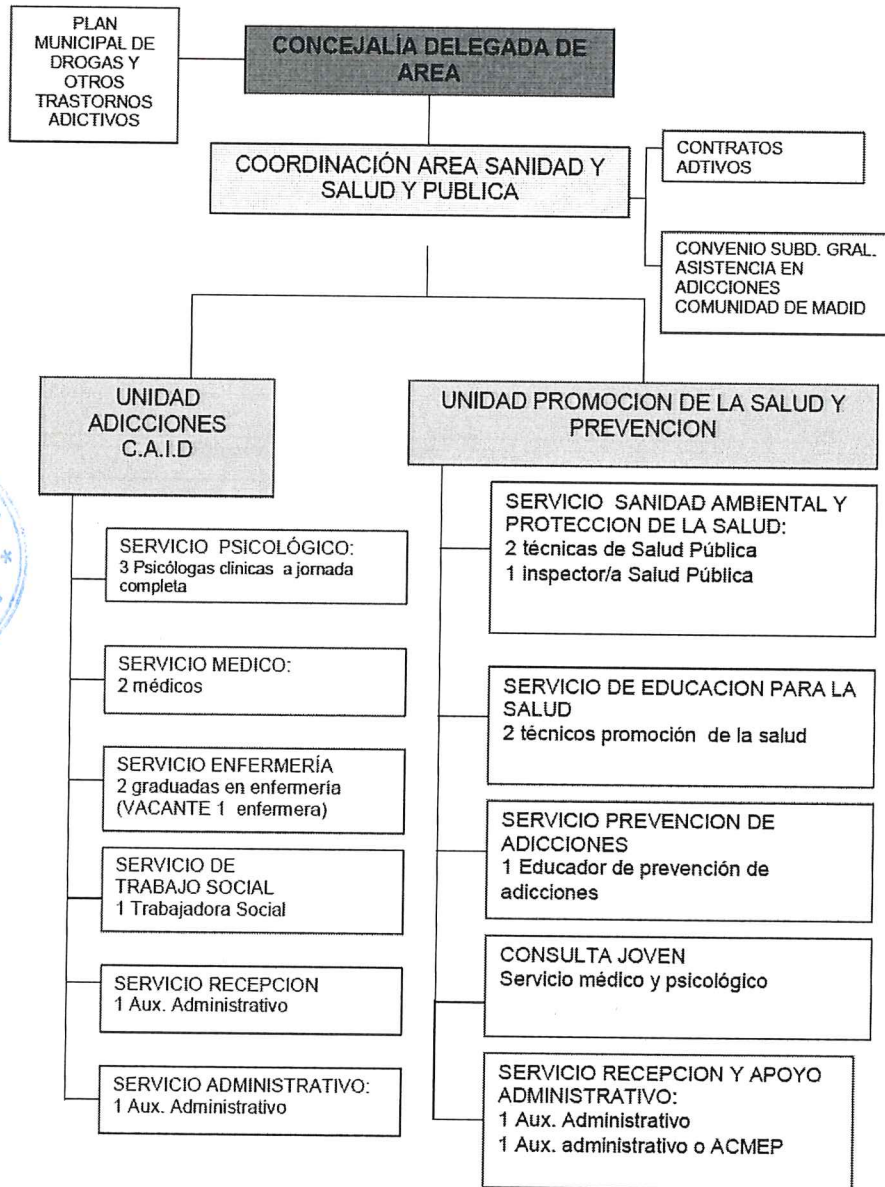 PLAN
MUNICIPAL DE
DROGAS Y
OTROS
TRASTORNOS
ADICTIVOS
CONCEJALÍA DELEGADA DE
AREA
COORDINACIÓN AREA SANIDAD Y
SALUD Y PUBLICA
CONTRATOS
ADTIVOS
CONVENIO SUBD. GRAL.
ASISTENCIA EN
ADICCIONES
COMUNIDAD DE MADID
UNIDAD
ADICCIONES
C.A.I.D
SERVICIO PSICOLÓGICO:
3 Psicólogas clinicas a jornada
completa
SERVICIO MEDICO:
2 médicos
SERVICIO ENFERMERÍA
2 graduadas en enfermería
(VACANTE 1 enfermera)
SERVICIO DE
TRABAJO SOCIAL
1 Trabajadora Social
SERVICIO RECEPCION
1 Aux. Administrativo
SERVICIO ADMINISTRATIVO:
1 Aux. Administrativo
UNIDAD PROMOCION DE LA SALUD Y
PREVENCION
SERVICIO SANIDAD AMBIENTAL Y
PROTECCION DE LA SALUD:
2 técnicas de Salud Pública
1 inspector/a Salud Pública
SERVICIO DE EDUCACION PARA LA
SALUD
2 técnicos promoción de la salud
SERVICIO PREVENCION DE
ADICCIONES
1 Educador de prevención de
adicciones
CONSULTA JOVEN
Servicio médico y psicológico
SERVICIO RECEPCION Y APOYO
ADMINISTRATIVO:
1 Aux. Administrativo
1 Aux. administrativo o ACMEP